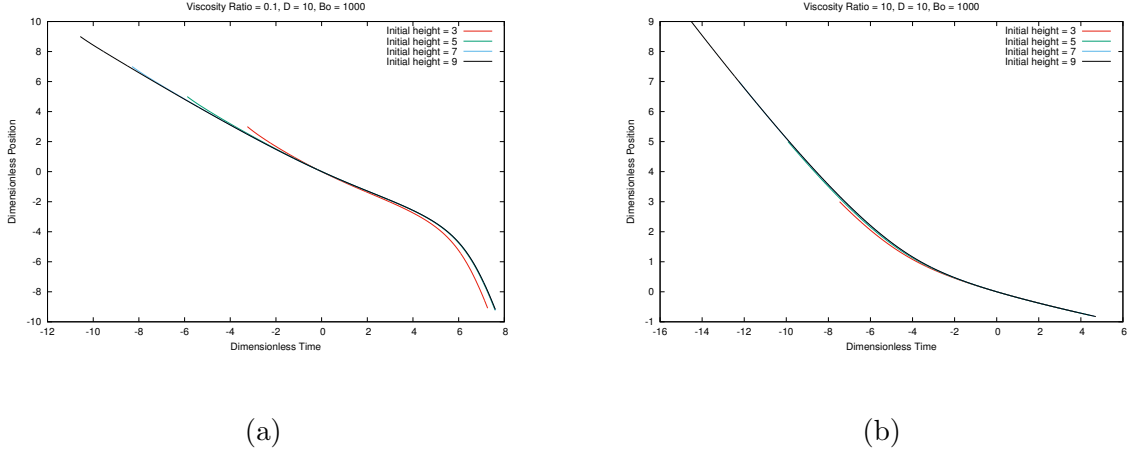 Viscosity Ratio = 0.1, D = 10, Bo = 1000
Initial height = 3
Initial height = 5
Initial height = 7
Initial height = 9
10
8
6
4
2
0
-2
-4
-6
-8
-10
Dimensionless Position
-12 -10 -8 -6 -4 -2 0 2 4 6 8
Dimensionless Time
(a)
Viscosity Ratio = 10, D = 10, Bo = 1000
Initial height = 3
Initial height = 5
Initial height = 7
Initial height = 9
9
8
7
6
5
4
3
2
1
0
-1
Dimensionless Position
-16 -14 -12 -10 -8 -6 -4 -2 0 2 4 6
Dimensionless Time
(b)